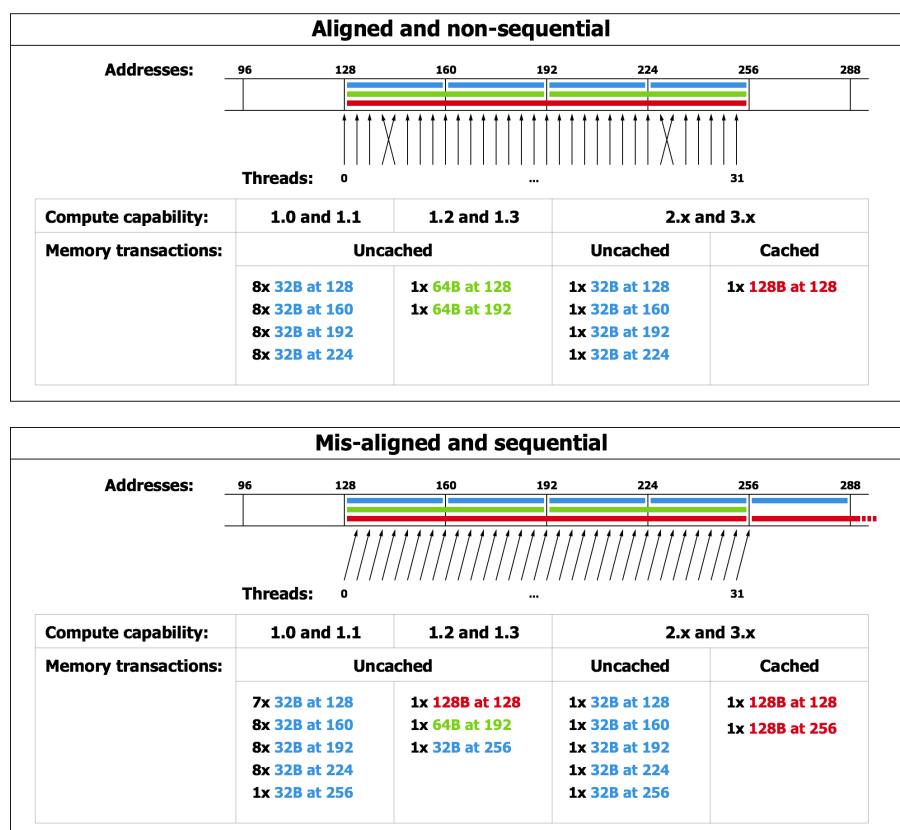 Aligned and non-sequential
Addresses: 96 128 160 192 224 256 288
Threads: 0 ... 31
Compute capability: 1.0 and 1.1 1.2 and 1.3 2.x and 3.x
Memory transactions: Uncached Uncached Cached
8x 32B at 128 1x 64B at 128 1x 32B at 128 1x 128B at 128
8x 32B at 160 1x 64B at 192 1x 32B at 160
8x 32B at 192 1x 32B at 192
8x 32B at 224 1x 32B at 224
Mis-aligned and sequential
Addresses: 96 128 160 192 224 256 288
Threads: 0 ... 31
Compute capability: 1.0 and 1.1 1.2 and 1.3 2.x and 3.x
Memory transactions: Uncached Uncached Cached
7x 32B at 128 1x 128B at 128 1x 32B at 128 1x 128B at 128
8x 32B at 160 1x 64B at 192 1x 32B at 160 1x 128B at 256
8x 32B at 192 1x 32B at 256 1x 32B at 192
8x 32B at 224 1x 32B at 224
1x 32B at 256 1x 32B at 256